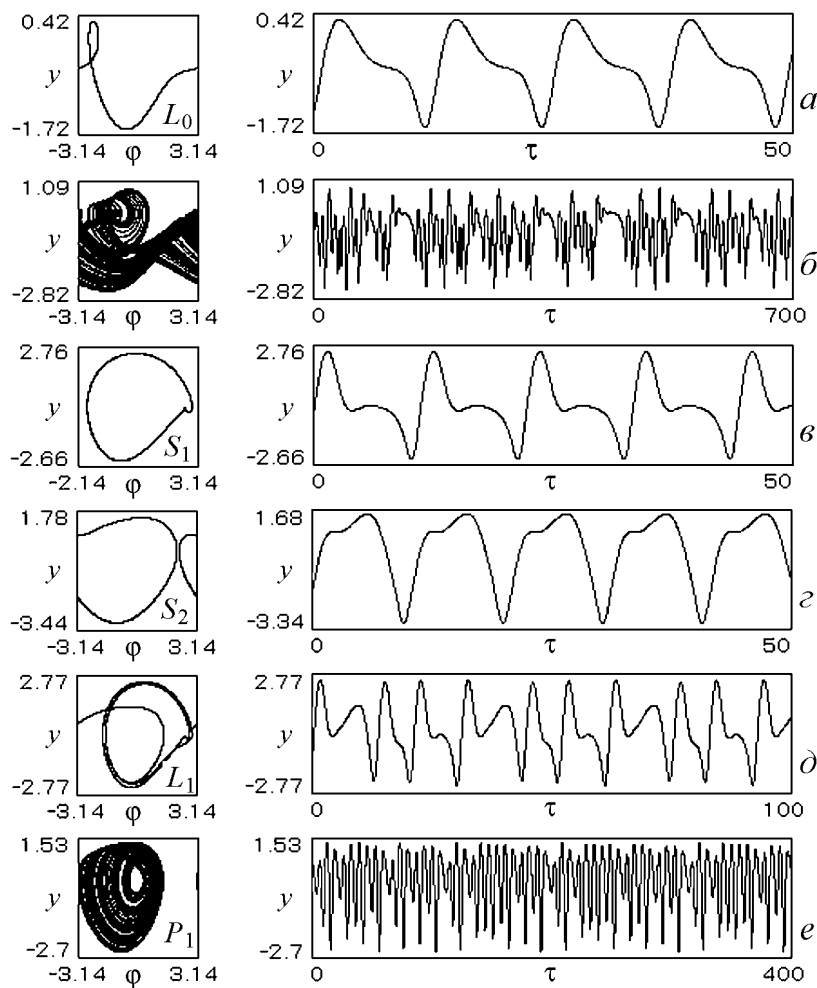 0.42
y
-1.72
L₀
-3.14 φ 3.14
0.42
y
-1.72
0 τ 50
а
1.09
y
-2.82
-3.14 φ 3.14
1.09
y
-2.82
0 τ 700
б
2.76
y
-2.66
S₁
-2.14 φ 3.14
2.76
y
-2.66
0 τ 50
в
1.78
y
-3.44
S₂
-3.14 φ 3.14
1.68
y
-3.34
0 τ 50
г
2.77
y
-2.77
L₁
-3.14 φ 3.14
2.77
y
-2.77
0 τ 100
д
1.53
y
-2.7
P₁
-3.14 φ 3.14
1.53
y
-2.7
0 τ 400
е